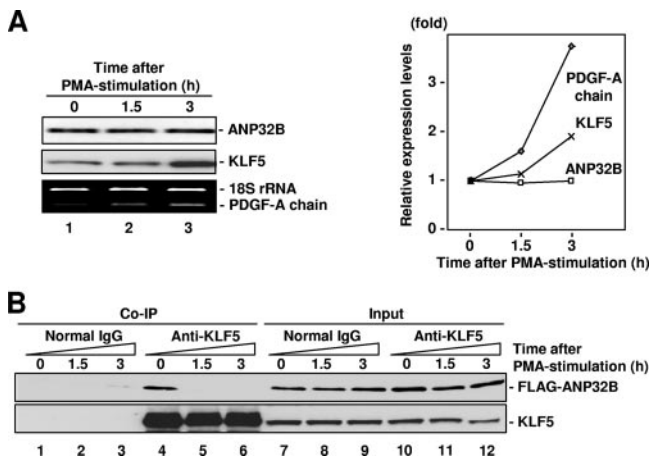 A
Time after
PMA-stimulation (h)
0 1.5 3
- ANP32B
- KLF5
- 18S rRNA
- PDGF-A chain
1 2 3
(fold)
Relative expression levels
3 -
2 -
1 -
0 -
PDGF-A
chain
KLF5
ANP32B
0 1.5 3
Time after PMA-stimulation (h)
B
Co-IP Input
Normal IgG Anti-KLF5 Normal IgG Anti-KLF5
0 1.5 3 0 1.5 3 0 1.5 3 0 1.5 3
Time after
PMA-stimulation (h)
- FLAG-ANP32B
- KLF5
1 2 3 4 5 6 7 8 9 10 11 12